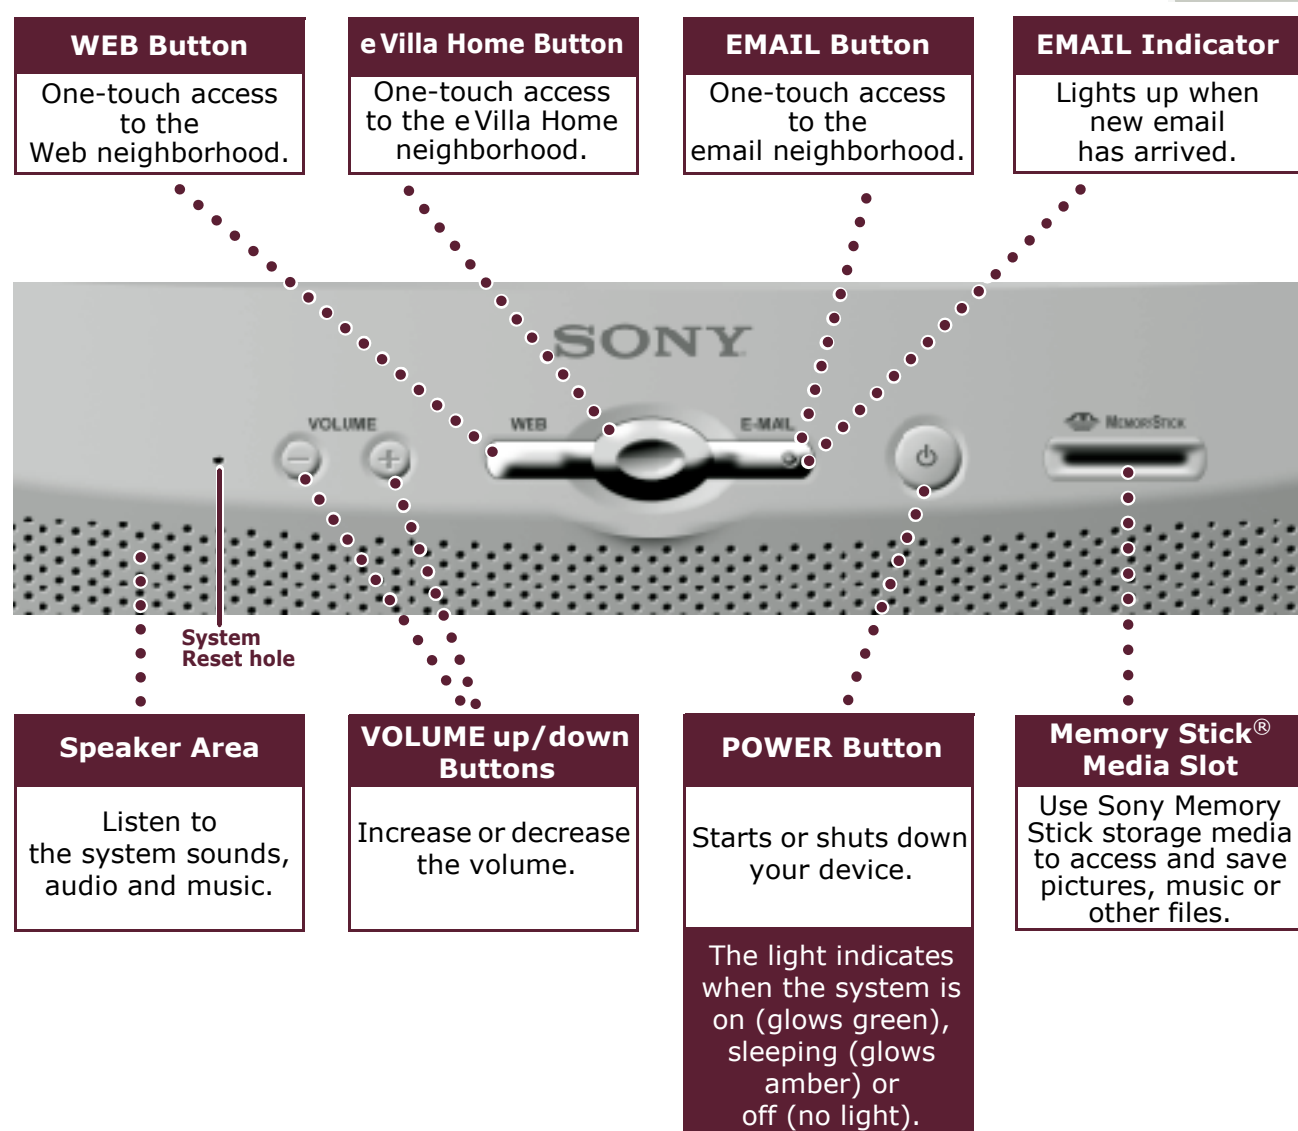 WEB Button
One-touch access
to the
Web neighborhood.
eVilla Home Button
One-touch access
to the eVilla Home
neighborhood.
EMAIL Button
One-touch access
to the
email neighborhood.
EMAIL Indicator
Lights up when
new email
has arrived.
SONY
VOLUME
WEB
E-MAIL
MEMORY STICK
System
Reset hole
Speaker Area
Listen to
the system sounds,
audio and music.
VOLUME up/down
Buttons
Increase or decrease
the volume.
POWER Button
Starts or shuts down
your device.
The light indicates
when the system is
on (glows green),
sleeping (glows
amber) or
off (no light).
Memory Stick®
Media Slot
Use Sony Memory
Stick storage media
to access and save
pictures, music or
other files.